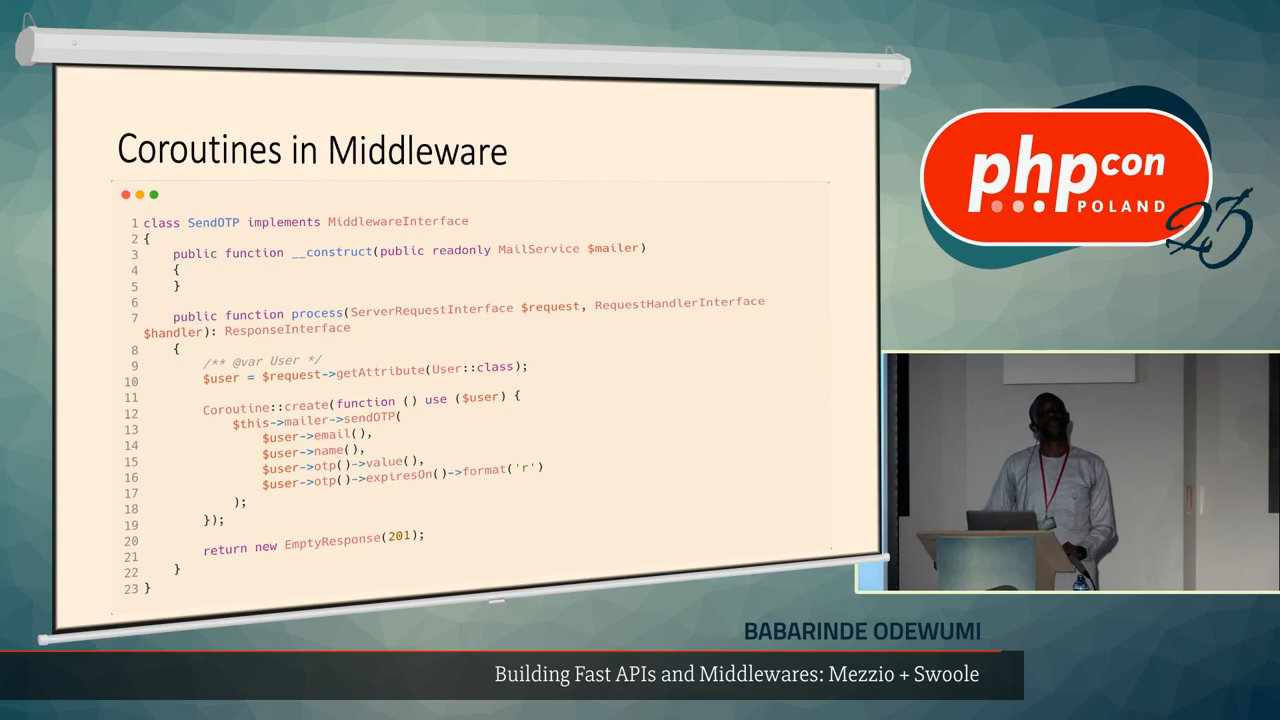 Coroutines in Middleware
1 class SendOTP implements MiddlewareInterface
2 {
3 public function __construct(public readonly MailService $mailer)
4 {
5 }
6
7 public function process(ServerRequestInterface $request, RequestHandlerInterface
$handler): ResponseInterface
8 {
9 /** @var User */
10 $user = $request->getAttribute(User::class);
11
12 Coroutine::create(function () use ($user) {
13 $this->mailer->sendOTP(
14 $user->email(),
15 $user->name(),
16 $user->otp()->value(),
17 $user->otp()->expiresOn()->format('r')
18 );
19 });
20
21 return new EmptyResponse(201);
22 }
23 }
phpcon
POLAND
23
BABARINDE ODEWUMI
Building Fast APIs and Middlewares: Mezzio + Swoole